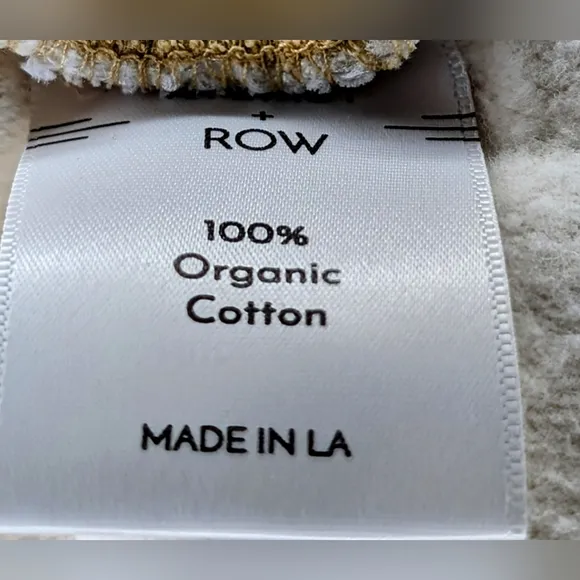 +
ROW
100%
Organic
Cotton
MADE IN LA